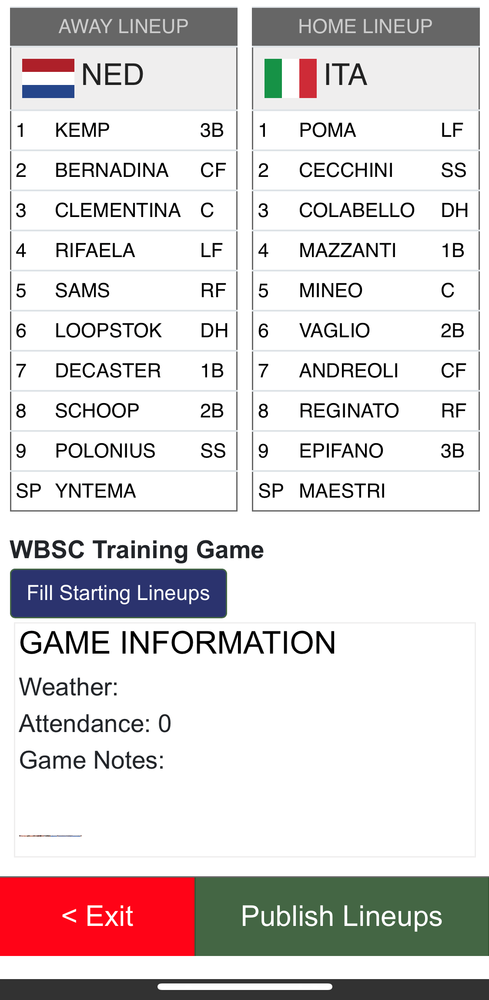 AWAY LINEUP
NED
1 KEMP 3B
2 BERNADINA CF
3 CLEMENTINA C
4 RIFAELA LF
5 SAMS RF
6 LOOPSTOK DH
7 DECASTER 1B
8 SCHOOP 2B
9 POLONIUS SS
SP YNTEMA
HOME LINEUP
ITA
1 POMA LF
2 CECCHINI SS
3 COLABELLO DH
4 MAZZANTI 1B
5 MINEO C
6 VAGLIO 2B
7 ANDREOLI CF
8 REGINATO RF
9 EPIFANO 3B
SP MAESTRI
WBSC Training Game
Fill Starting Lineups
GAME INFORMATION
Weather:
Attendance: 0
Game Notes:
< Exit
Publish Lineups